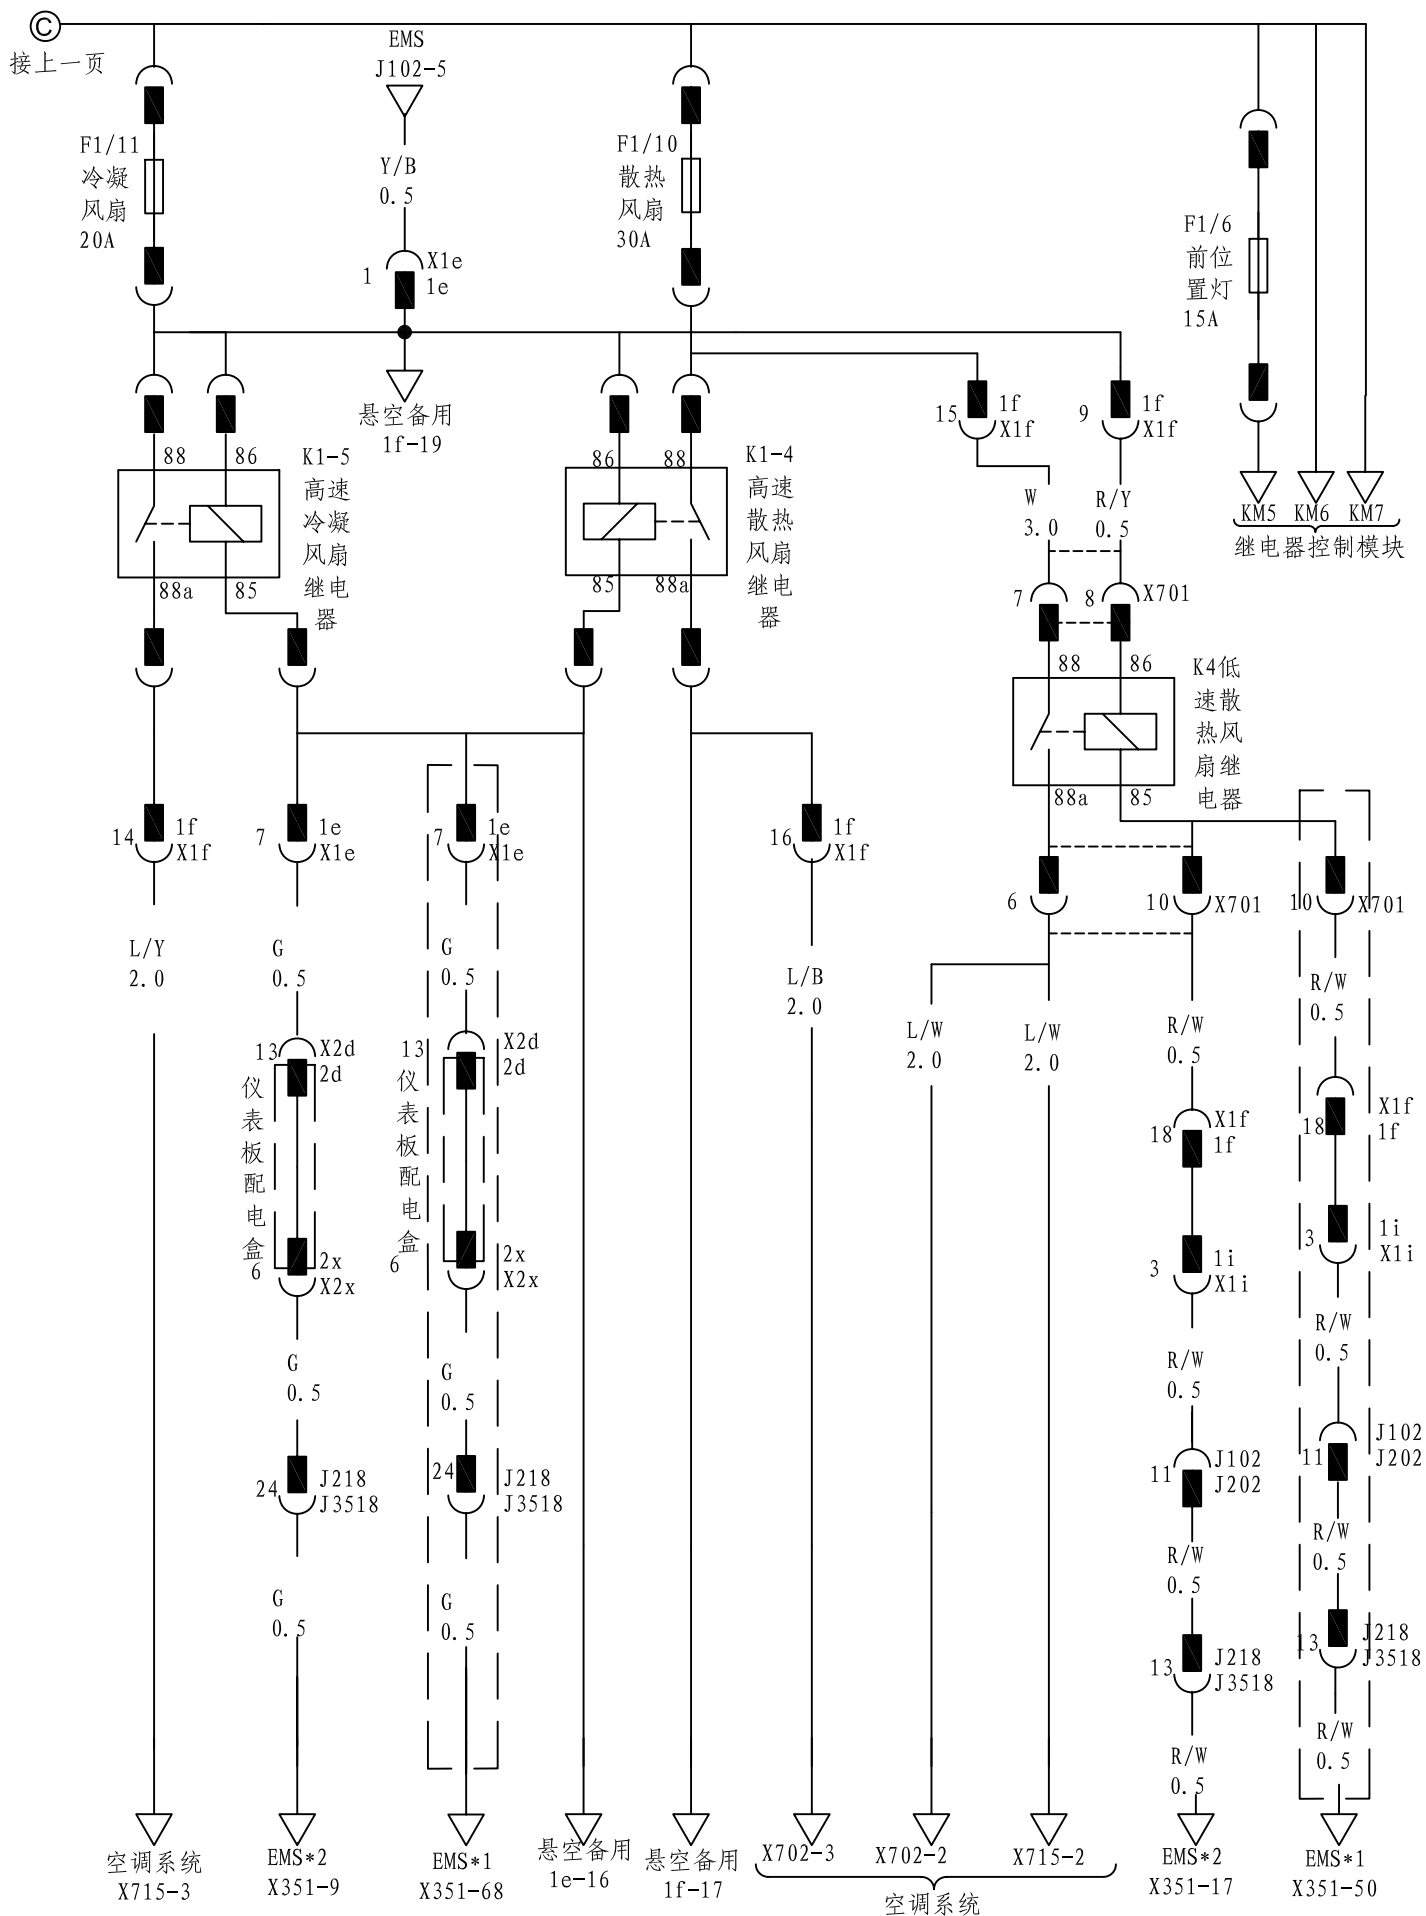 C
接上一页
EMS
J102-5
F1/11
冷凝
风扇
20A
Y/B
0.5
F1/10
散热
风扇
30A
F1/6
前位
置灯
15A
1
X1e
1e
悬空备用
1f-19
15
1f
X1f
9
1f
X1f
88
86
K1-5
高速
冷凝
风扇
继电
器
86
88
K1-4
高速
散热
风扇
继电
器
W
3.0
R/Y
0.5
KM5
KM6
KM7
继电器控制模块
88a
85
85
88a
7
8
X701
88
86
K4低
速散
热风
扇继
电器
88a
85
14
1f
X1f
7
1e
X1e
7
1e
X1e
16
1f
X1f
6
10
X701
10
X701
L/Y
2.0
G
0.5
G
0.5
L/B
2.0
L/W
2.0
L/W
2.0
R/W
0.5
R/W
0.5
13
X2d
2d
仪
表
板
配
电
盒
6
2x
X2x
13
X2d
2d
仪
表
板
配
电
盒
6
2x
X2x
18
X1f
1f
18
X1f
1f
3
1i
X1i
3
1i
X1i
G
0.5
G
0.5
R/W
0.5
R/W
0.5
24
J218
J3518
24
J218
J3518
11
J102
J202
11
J102
J202
G
0.5
G
0.5
R/W
0.5
R/W
0.5
13
J218
J3518
13
J218
J3518
R/W
0.5
R/W
0.5
空调系统
X715-3
EMS*2
X351-9
EMS*1
X351-68
悬空备用
1e-16
悬空备用
1f-17
X702-3
X702-2
X715-2
空调系统
EMS*2
X351-17
EMS*1
X351-50